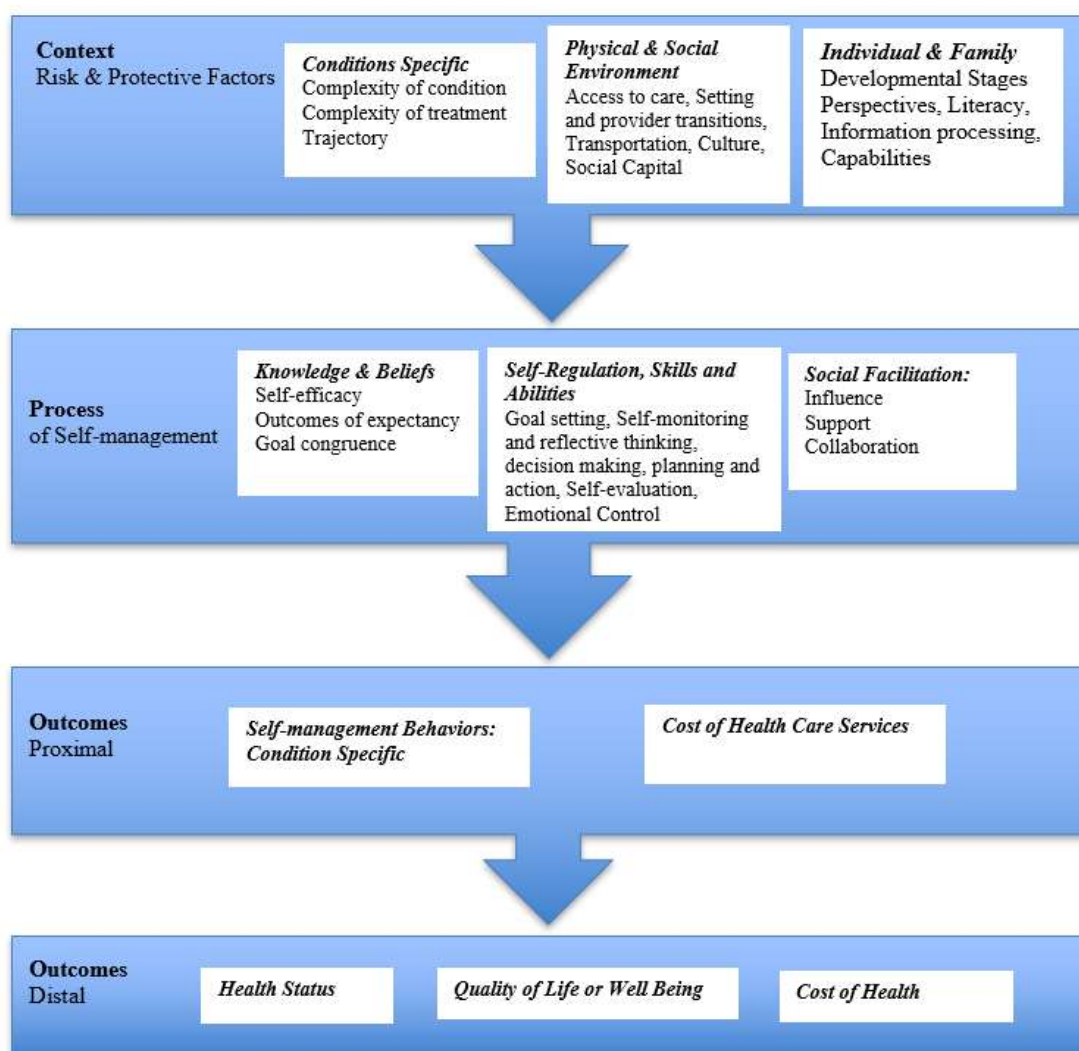 Context
Risk & Protective Factors
Conditions Specific
Complexity of condition
Complexity of treatment
Trajectory
Physical & Social
Environment
Access to care, Setting
and provider transitions,
Transportation, Culture,
Social Capital
Individual & Family
Developmental Stages
Perspectives, Literacy,
Information processing,
Capabilities
Process
of Self-management
Knowledge & Beliefs
Self-efficacy
Outcomes of expectancy
Goal congruence
Self-Regulation, Skills and
Abilities
Goal setting, Self-monitoring
and reflective thinking,
decision making, planning and
action, Self-evaluation,
Emotional Control
Social Facilitation:
Influence
Support
Collaboration
Outcomes
Proximal
Self-management Behaviors:
Condition Specific
Cost of Health Care Services
Outcomes
Distal
Health Status
Quality of Life or Well Being
Cost of Health